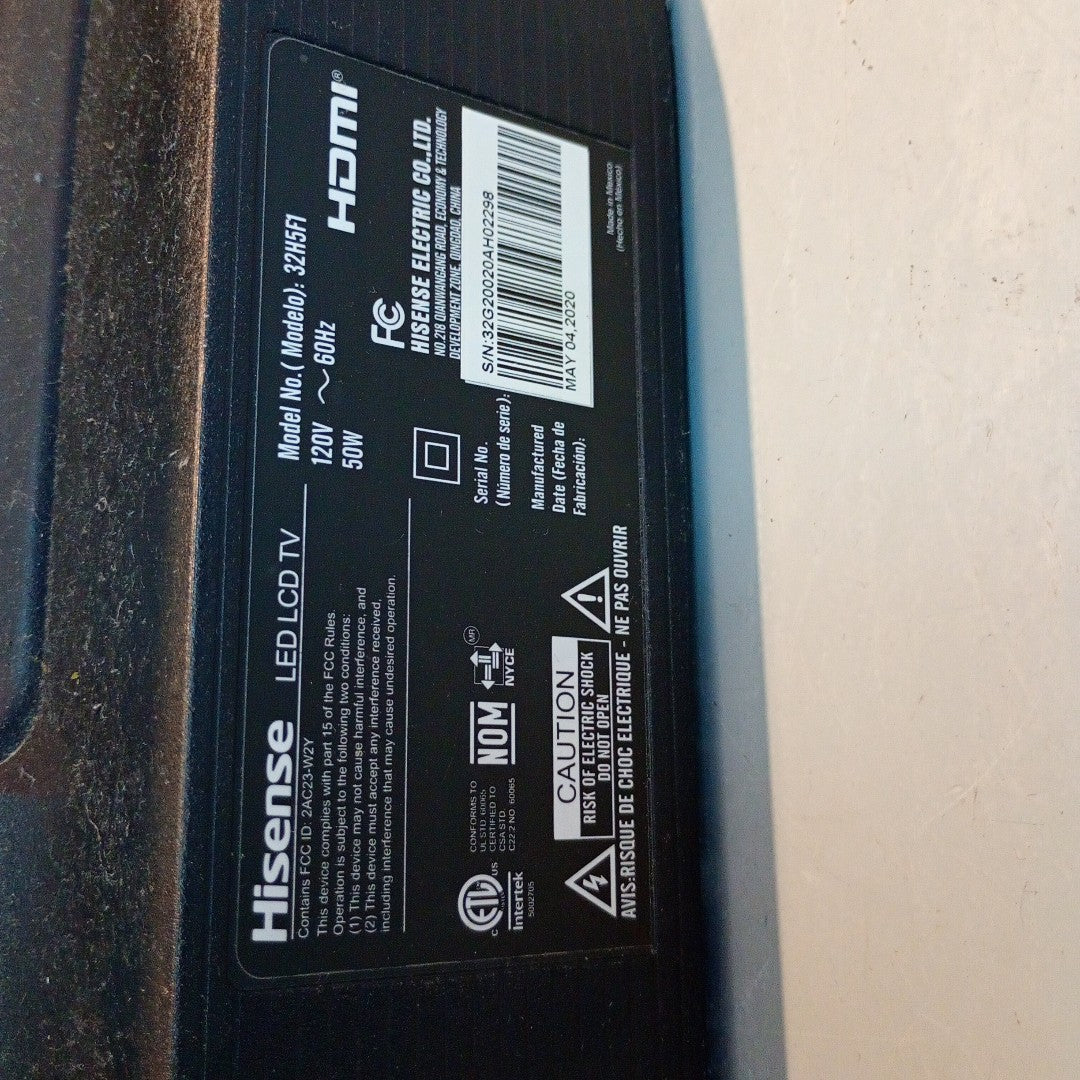 Hisense LED LCD TV
Contains FCC ID: 2AC23-W2Y
This device complies with part 15 of the FCC Rules.
Operation is subject to the following two conditions:
(1) This device may not cause harmful interference, and
(2) This device must accept any interference received,
including interference that may cause undesired operation.
Model No.( Modelo): 32H5F1
120V ~ 60Hz
50W
HDMI®
FC
HISENSE ELECTRIC CO.,LTD.
NO.218 QIANWANGANG ROAD, ECONOMY & TECHNOLOGY
DEVELOPMENT ZONE, QINGDAO, CHINA
C ETL US
Intertek
5002705
CONFORMS TO
UL STD 60065
CERTIFIED TO
CSA STD
C22.2 NO 60065
NOM
NYCE
MR
Serial No.
(Número de serie):
S/N:32G20020AH02298
Manufactured
Date (Fecha de
Fabricación):
MAY 04,2020
CAUTION
RISK OF ELECTRIC SHOCK
DO NOT OPEN
AVIS:RISQUE DE CHOC ELECTRIQUE - NE PAS OUVRIR
Made in Mexico
(Hecho en México)